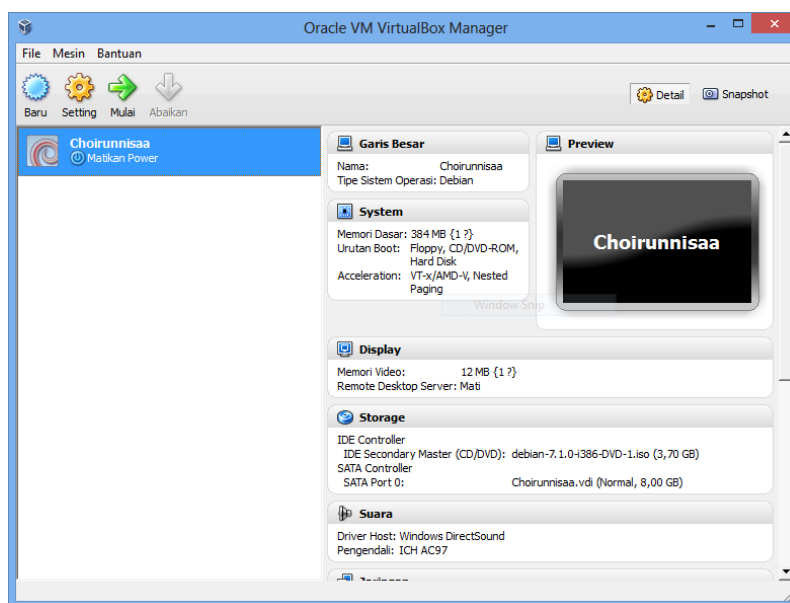 Oracle VM VirtualBox Manager
File Mesin Bantuan
Baru Setting Mulai Abaikan
Detail Snapshot
Choirunnisaa
Matikan Power
Garis Besar
Nama: Choirunnisaa
Tipe Sistem Operasi: Debian
System
Memori Dasar: 384 MB {1 ?}
Urutan Boot: Floppy, CD/DVD-ROM,
Hard Disk
Acceleration: VT-x/AMD-V, Nested
Paging
Preview
Choirunnisaa
Window Snip
Display
Memori Video: 12 MB {1 ?}
Remote Desktop Server: Mati
Storage
IDE Controller
IDE Secondary Master (CD/DVD): debian-7.1.0-i386-DVD-1.iso (3,70 GB)
SATA Controller
SATA Port 0: Choirunnisaa.vdi (Normal, 8,00 GB)
Suara
Driver Host: Windows DirectSound
Pengendali: ICH AC97